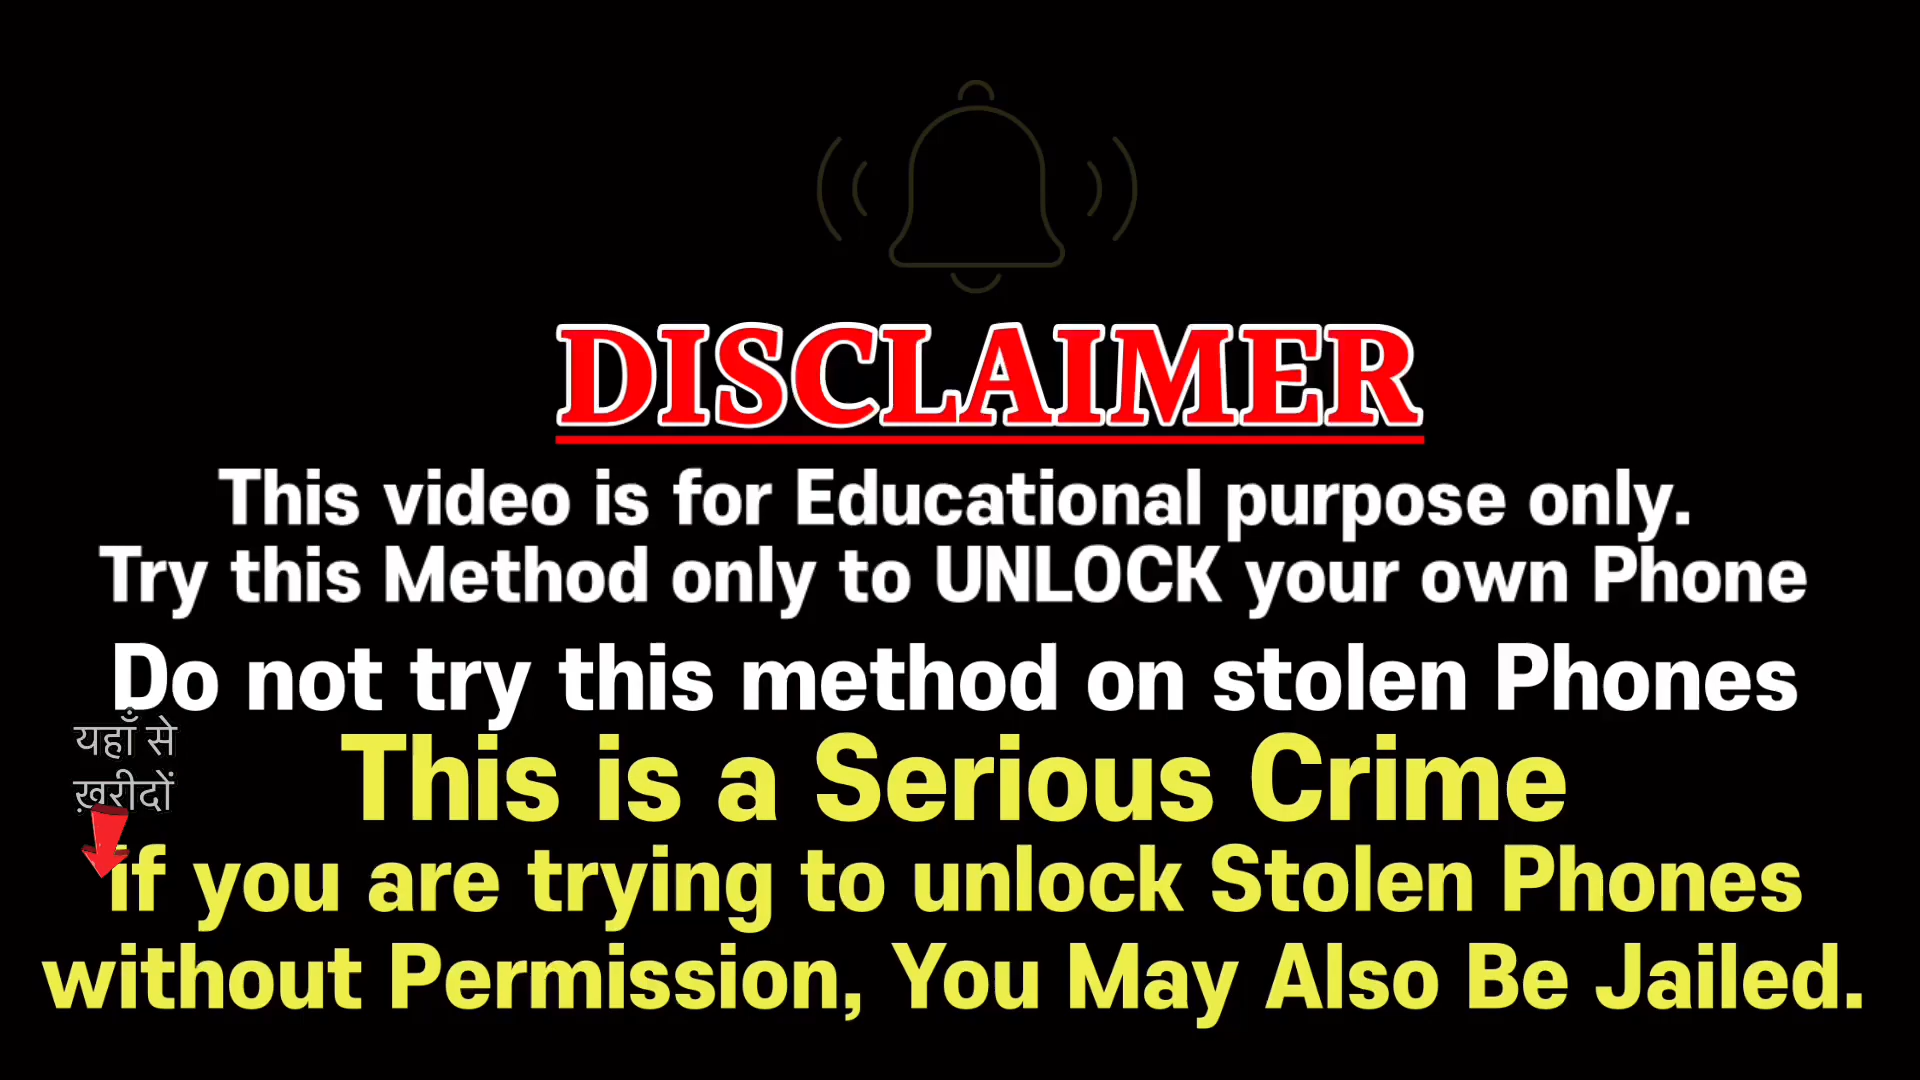 DISCLAIMER
This video is for Educational purpose only.
Try this Method only to UNLOCK your own Phone
Do not try this method on stolen Phones
यहाँ से
ख़रीदों
This is a Serious Crime
if you are trying to unlock Stolen Phones
without Permission, You May Also Be Jailed.